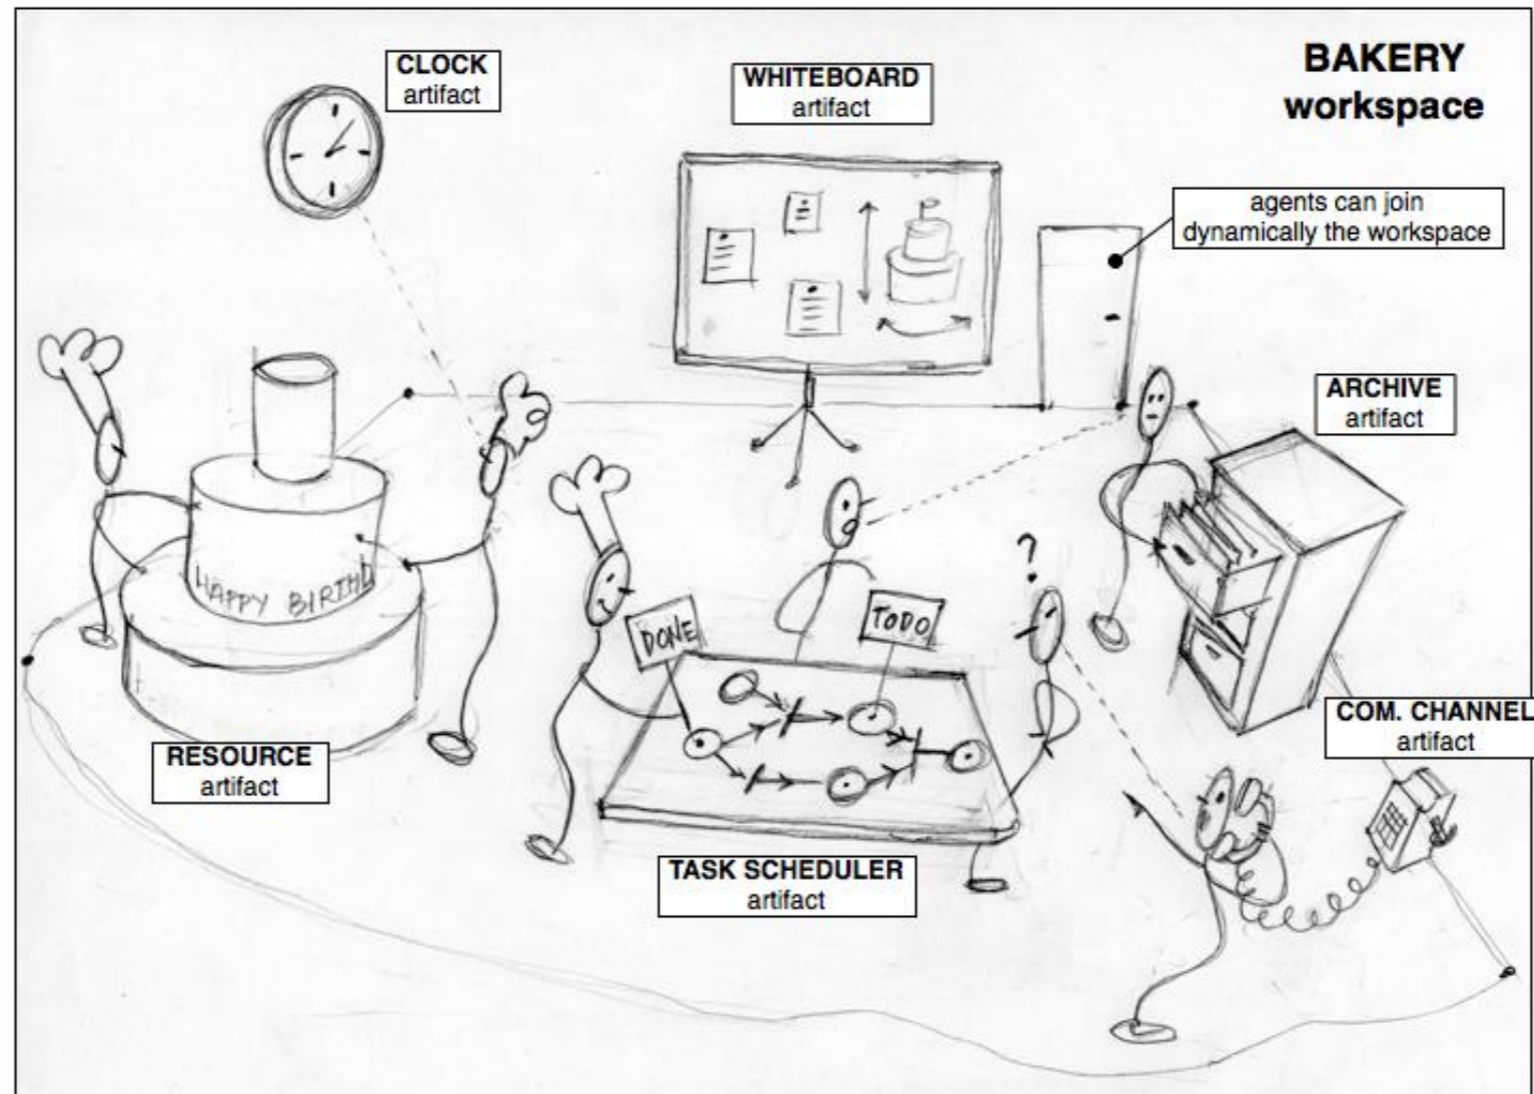 CLOCK
artifact
WHITEBOARD
artifact
BAKERY
workspace
agents can join
dynamically the workspace
ARCHIVE
artifact
HAPPY BIRTHD
DONE
TODO
?
RESOURCE
artifact
COM. CHANNEL
artifact
TASK SCHEDULER
artifact